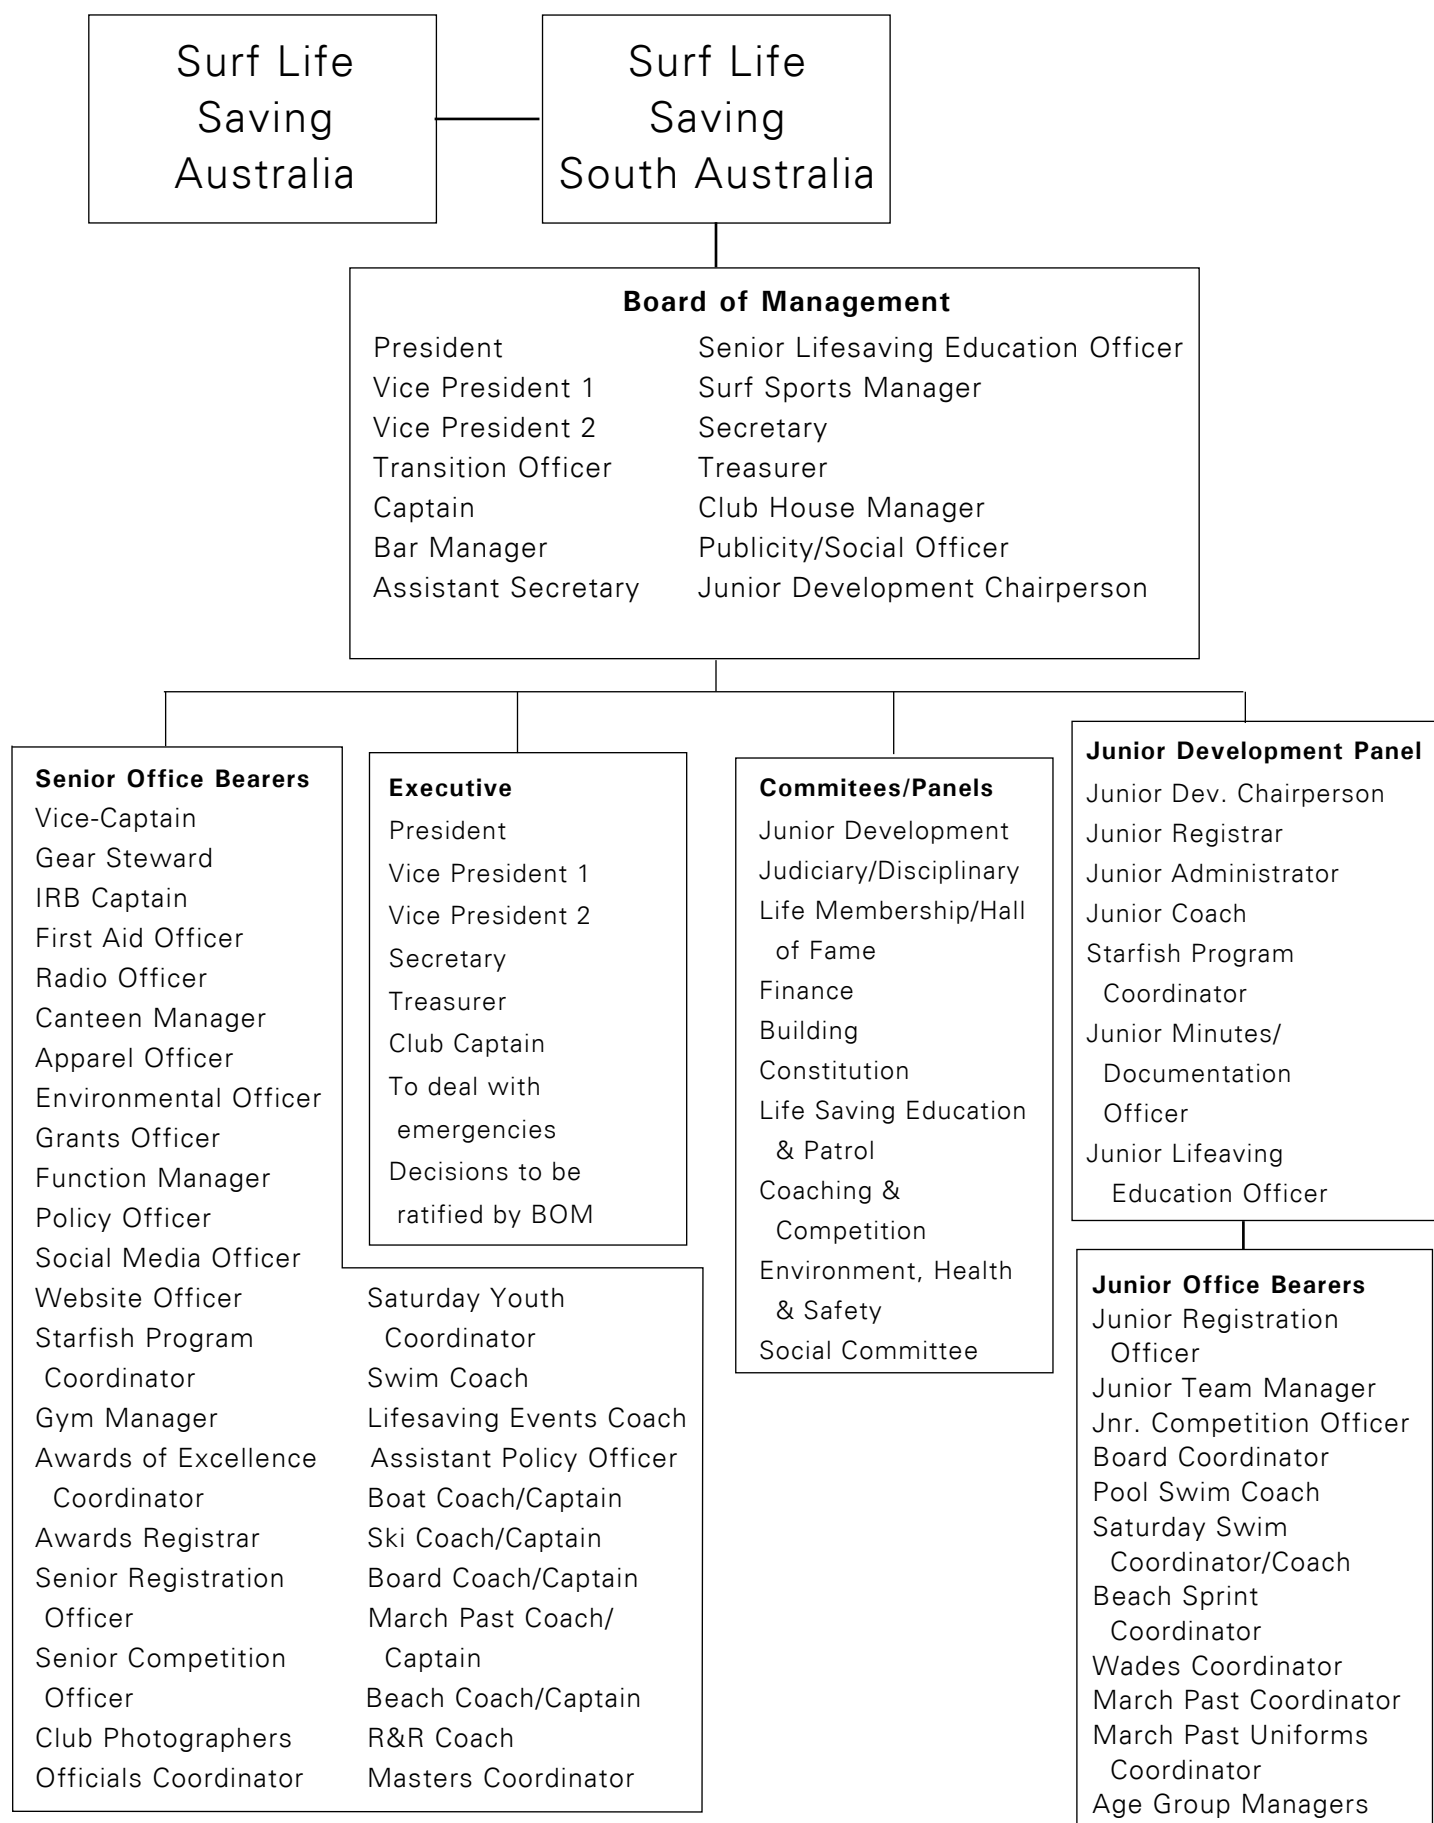 Surf Life
Saving
Australia
Surf Life
Saving
South Australia
Board of Management
President
Vice President 1
Vice President 2
Transition Officer
Captain
Bar Manager
Assistant Secretary
Senior Lifesaving Education Officer
Surf Sports Manager
Secretary
Treasurer
Club House Manager
Publicity/Social Officer
Junior Development Chairperson
Senior Office Bearers
Vice-Captain
Gear Steward
IRB Captain
First Aid Officer
Radio Officer
Canteen Manager
Apparel Officer
Environmental Officer
Grants Officer
Function Manager
Policy Officer
Social Media Officer
Website Officer
Starfish Program
Coordinator
Gym Manager
Awards of Excellence
Coordinator
Awards Registrar
Senior Registration
Officer
Senior Competition
Officer
Club Photographers
Officials Coordinator
Saturday Youth
Coordinator
Swim Coach
Lifesaving Events Coach
Assistant Policy Officer
Boat Coach/Captain
Ski Coach/Captain
Board Coach/Captain
March Past Coach/
Captain
Beach Coach/Captain
R&R Coach
Masters Coordinator
Executive
President
Vice President 1
Vice President 2
Secretary
Treasurer
Club Captain
To deal with
emergencies
Decisions to be
ratified by BOM
Commitees/Panels
Junior Development
Judiciary/Disciplinary
Life Membership/Hall
of Fame
Finance
Building
Constitution
Life Saving Education
& Patrol
Coaching &
Competition
Environment, Health
& Safety
Social Committee
Junior Development Panel
Junior Dev. Chairperson
Junior Registrar
Junior Administrator
Junior Coach
Starfish Program
Coordinator
Junior Minutes/
Documentation
Officer
Junior Lifeaving
Education Officer
Junior Office Bearers
Junior Registration
Officer
Junior Team Manager
Jnr. Competition Officer
Board Coordinator
Pool Swim Coach
Saturday Swim
Coordinator/Coach
Beach Sprint
Coordinator
Wades Coordinator
March Past Coordinator
March Past Uniforms
Coordinator
Age Group Managers